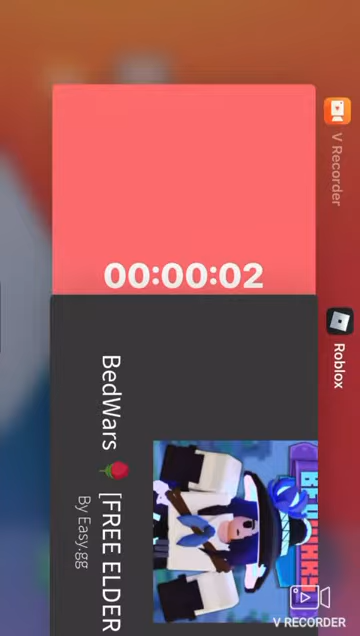 V Recorder
00:00:02
Roblox
BedWars 🌹 [FREE ELDER
By Easy.gg
V RECORDER